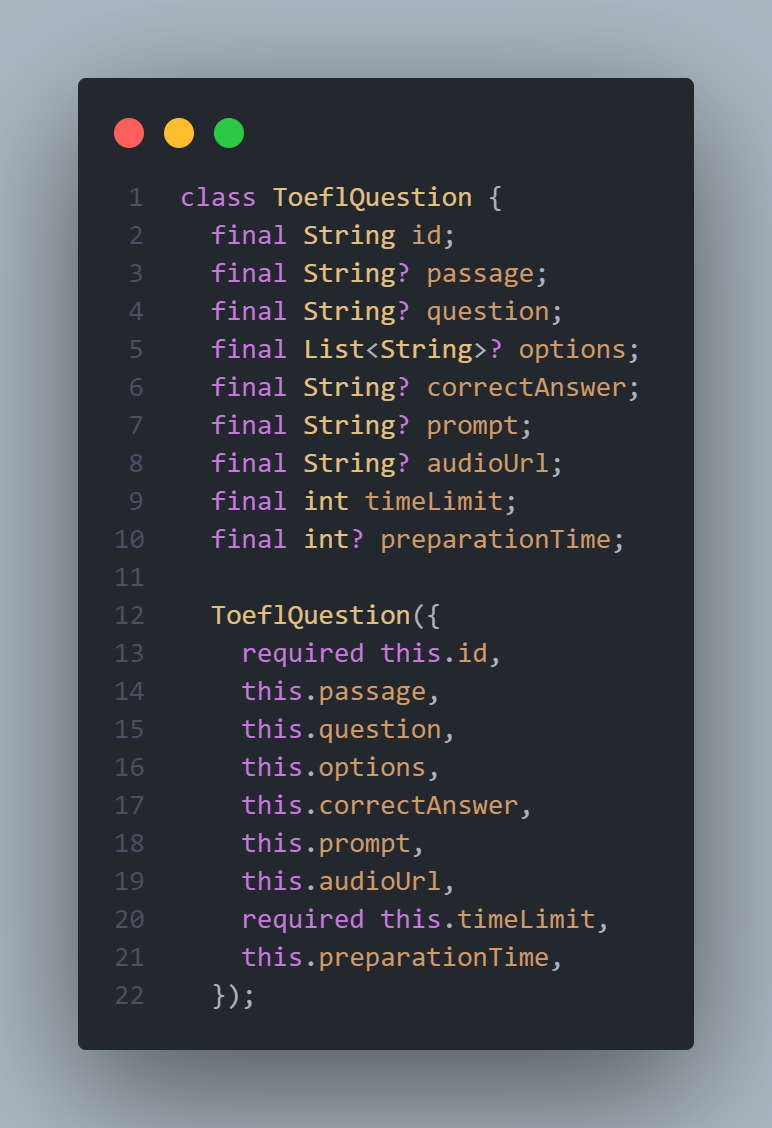 1 class ToeflQuestion {
2   final String id;
3   final String? passage;
4   final String? question;
5   final List<String>? options;
6   final String? correctAnswer;
7   final String? prompt;
8   final String? audioUrl;
9   final int timeLimit;
10   final int? preparationTime;
11
12   ToeflQuestion({
13     required this.id,
14     this.passage,
15     this.question,
16     this.options,
17     this.correctAnswer,
18     this.prompt,
19     this.audioUrl,
20     required this.timeLimit,
21     this.preparationTime,
22   });